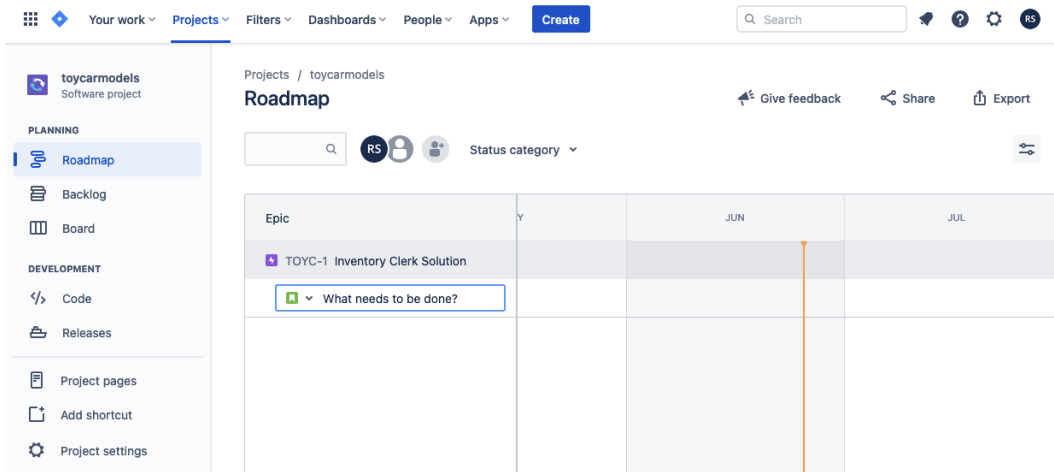 Your work Projects Filters Dashboards People Apps Create Search RS
toycarmodels
Software project
PLANNING
Roadmap
Backlog
Board
DEVELOPMENT
Code
Releases
Project pages
Add shortcut
Project settings
Projects / toycarmodels
Roadmap
Give feedback Share Export
RS Status category
Epic Y JUN JUL
TOYC-1 Inventory Clerk Solution
What needs to be done?